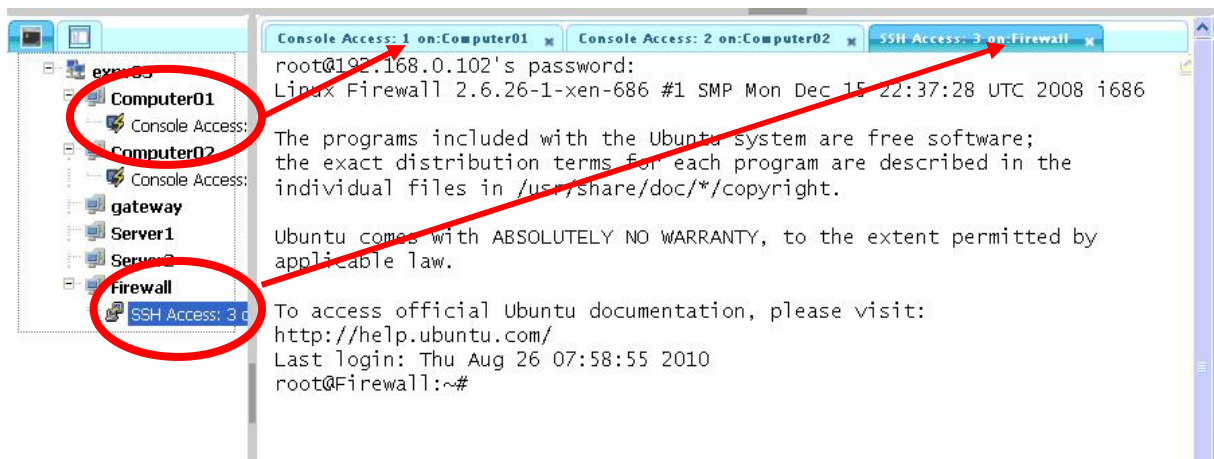 Computer01
Console Access:
Computer02
Console Access:
gateway
Server1
Server2
Firewall
SSH Access: 3
Console Access: 1 on:Computer01 x
Console Access: 2 on:Computer02 x
SSH Access: 3 on:Firewall x
root@192.168.0.102's password:
Linux Firewall 2.6.26-1-xen-686 #1 SMP Mon Dec 15 22:37:28 UTC 2008 i686
The programs included with the Ubuntu system are free software;
the exact distribution terms for each program are described in the
individual files in /usr/share/doc/*/copyright.
Ubuntu comes with ABSOLUTELY NO WARRANTY, to the extent permitted by
applicable law.
To access official Ubuntu documentation, please visit:
http://help.ubuntu.com/
Last login: Thu Aug 26 07:58:55 2010
root@Firewall:~#